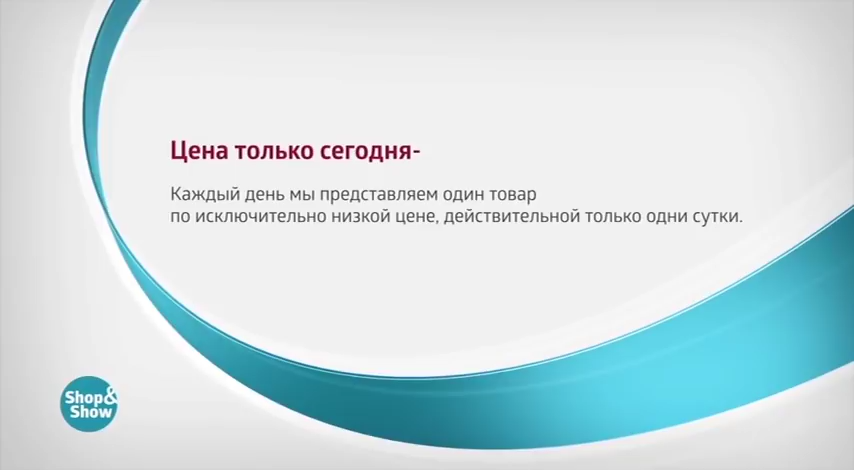 Цена только сегодня-
Каждый день мы представляем один товар
по исключительно низкой цене, действительной только одни сутки.
Shop&
Show